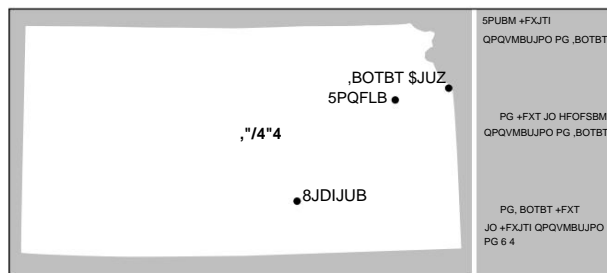 ,BOTBT $JUZ
5PQFLB
,"/4"4
8JDIJUB
5PUBM +FXJTI
QPQVMBUJPO PG ,BOTBT
PG +FXT JO HFOFSBM
QPQVMBUJPO PG ,BOTBT
PG, BOTBT +FXT
JO +FXJTI QPQVMBUJPO
PG 6 4